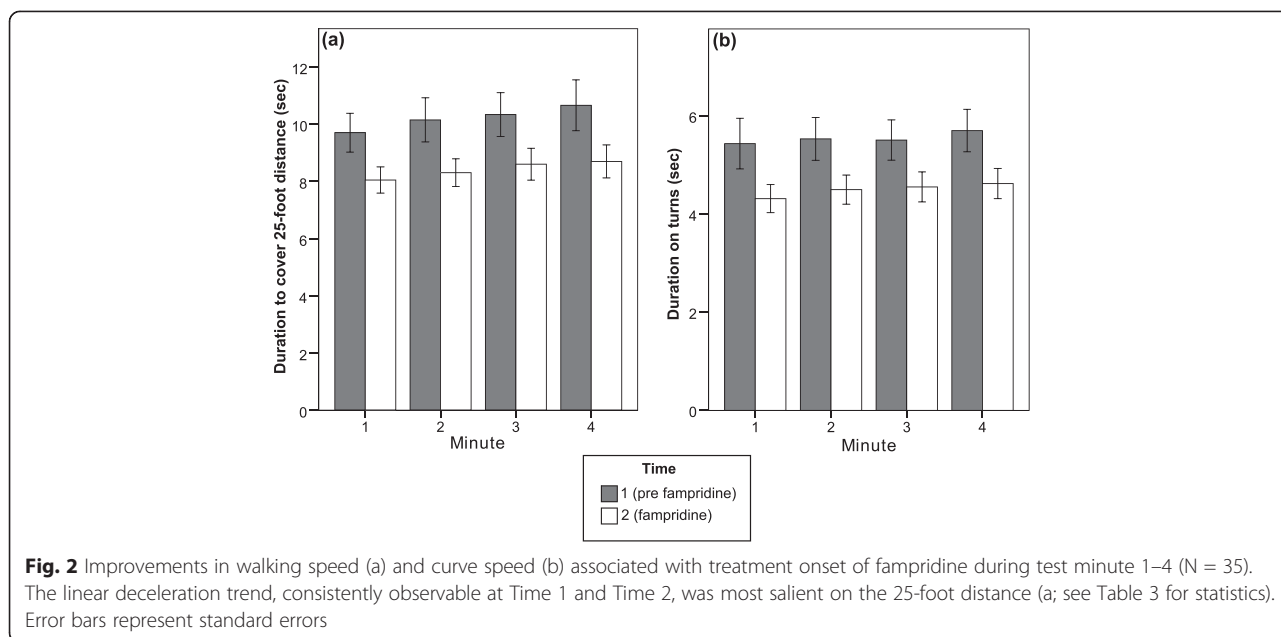 (a)
Duration to cover 25-foot distance (sec)
12
10
8
6
4
2
0
1 2 3 4
Minute
(b)
Duration on turns (sec)
6
4
2
0
1 2 3 4
Minute
Time
1 (pre fampridine)
2 (fampridine)
Fig. 2 Improvements in walking speed (a) and curve speed (b) associated with treatment onset of fampridine during test minute 1–4 (N = 35).
The linear deceleration trend, consistently observable at Time 1 and Time 2, was most salient on the 25-foot distance (a; see Table 3 for statistics).
Error bars represent standard errors